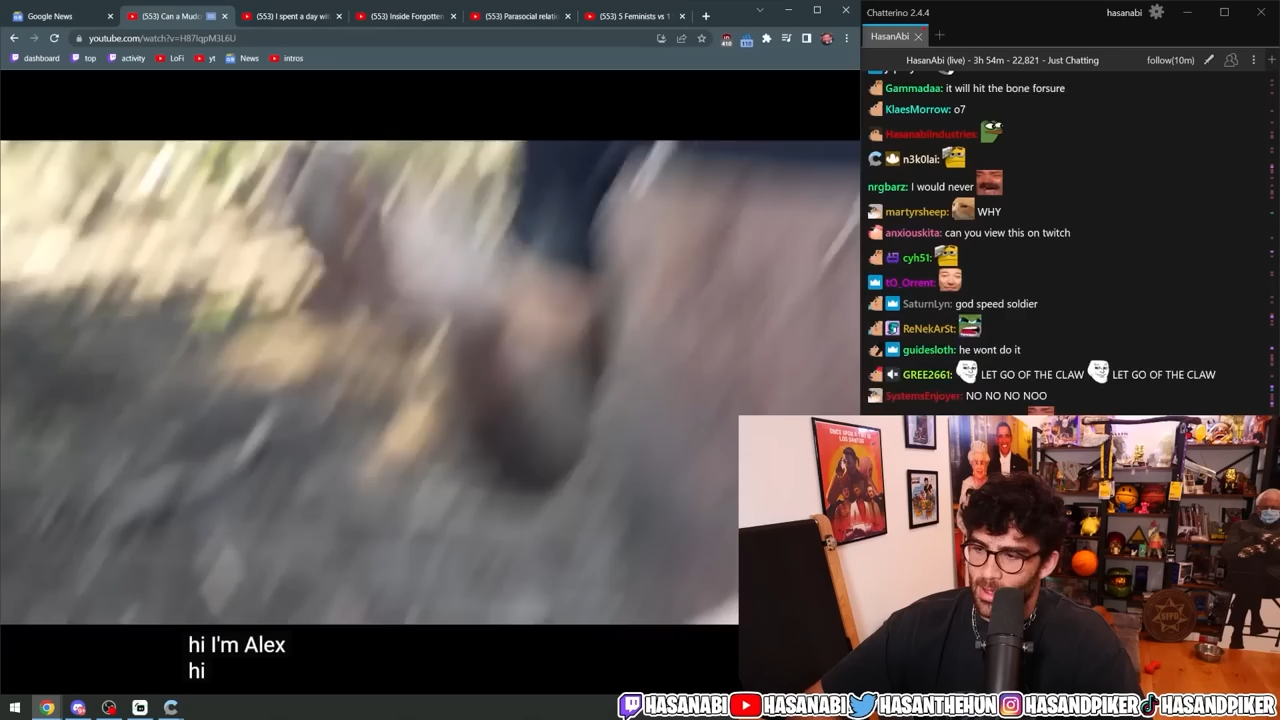 Google News
(553) Can a Mudc
(553) I spent a day wi
(553) Inside Forgotten
(553) Parasocial relati
(553) 5 Feminists vs 1
youtube.com/watch?v=H87lqpM3L6U
dashboard
top
activity
LoFi
yt
News
intros
Chatterino 2.4.4
hasanabi
HasanAbi
HasanAbi (live) - 3h 54m - 22,821 - Just Chatting
follow(10m)
Gammadaa: it will hit the bone forsure
KlaesMorrow: o7
HasanabiIndustries:
n3k0lai:
nrgbarz: I would never
martyrsheep: WHY
anxiouskita: can you view this on twitch
cyh51:
tO_Orrent:
SaturnLyn: god speed soldier
ReNekArSt:
guidesloth: he wont do it
GREE2661: LET GO OF THE CLAW LET GO OF THE CLAW
SystemsEnjoyer: NO NO NO NOO
hi I'm Alex
hi
HASANABI HASANABI HASANTHEHUN HASANDPIKER HASANDPIKER